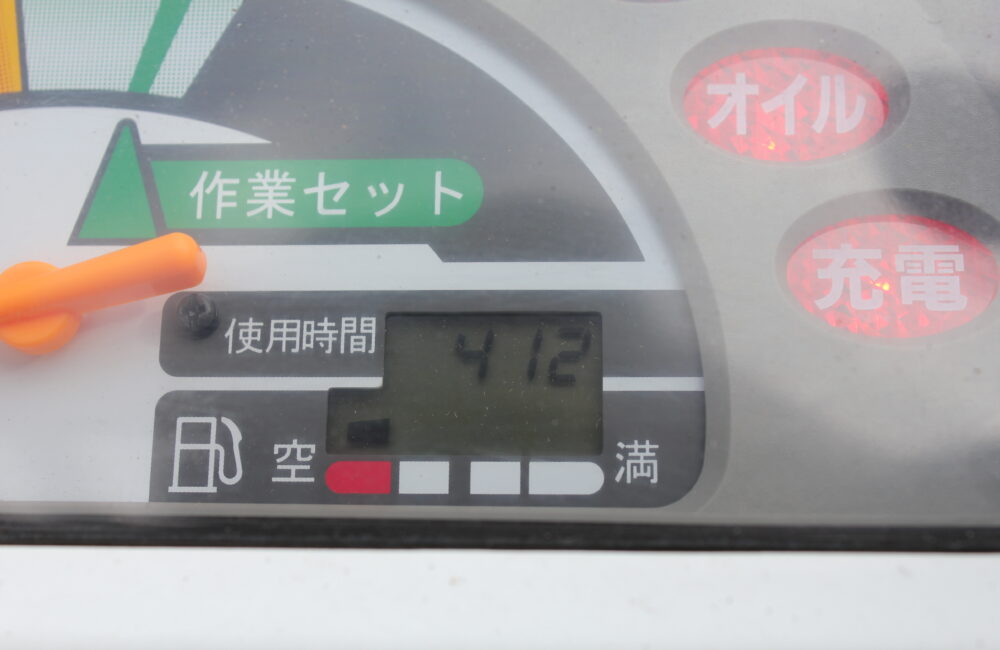 オイル
作業セット
充電
使用時間 412
空 満